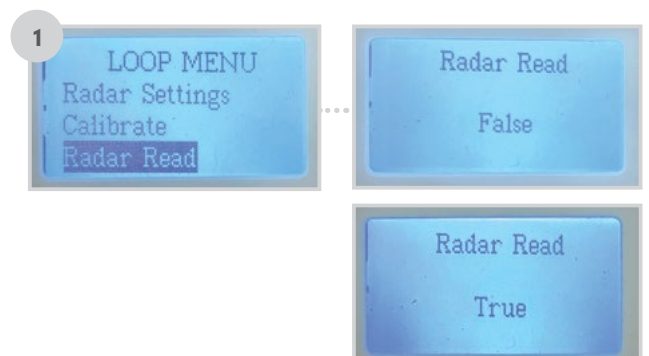 1
LOOP MENU
Radar Settings
Calibrate
Radar Read
Radar Read
False
Radar Read
True